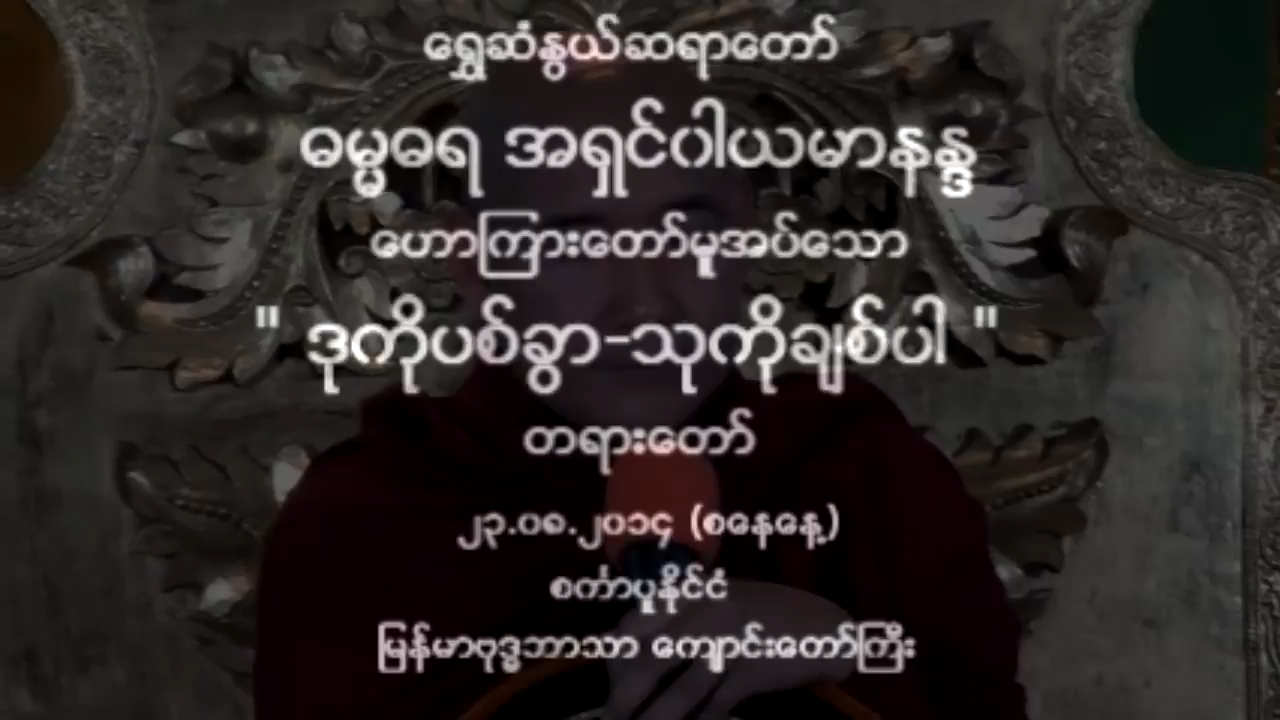 ရွှေဆံနွယ်ဆရာတော်
ဓမ္မဓရ အရှင်ပါယမာနန္ဒ
ဟောကြားတော်မူအပ်သော
" ဒုကိုပစ်ခွာ-သုကိုချစ်ပါ "
တရားတော်
၂၃.၀၈.၂၀၁၄ (စနေနေ့)
စင်္ကာပူနိုင်ငံ
မြန်မာဗုဒ္ဓဘာသာ ကျောင်းတော်ကြီး